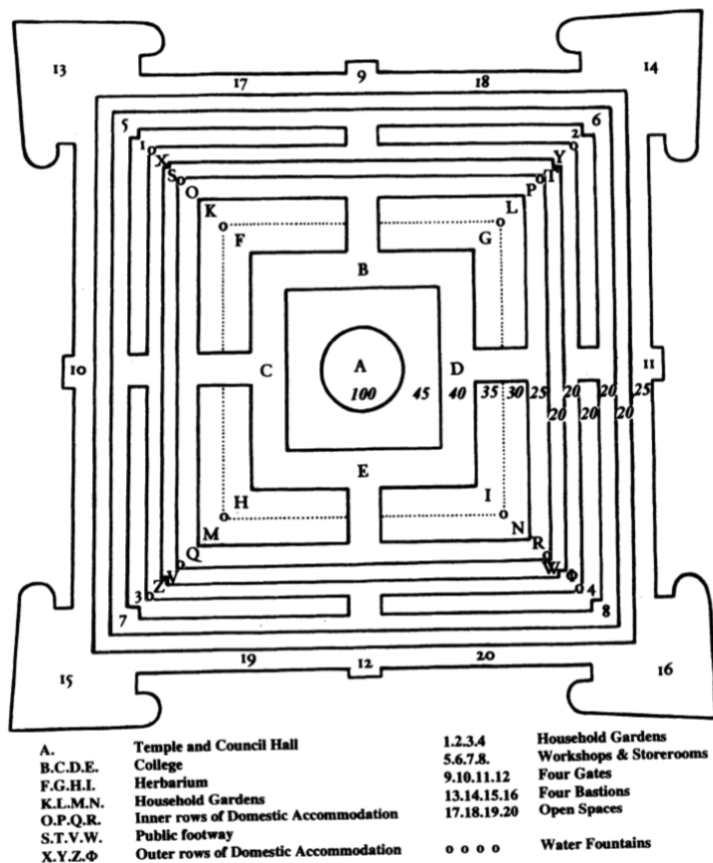 13
14
17
9
18
5
6
1
2
X
Y
S
T
O
P
K
L
F
G
B
10
C
A
D
11
100 45 40 35 30 25 20 20 25
20 20 20
E
H
I
M
N
Q
R
Z
V
W
Φ
3
4
7
8
15
19
12
20
16
A. Temple and Council Hall
B.C.D.E. College
F.G.H.I. Herbarium
K.L.M.N. Household Gardens
O.P.Q.R. Inner rows of Domestic Accommodation
S.T.V.W. Public footway
X.Y.Z.Φ Outer rows of Domestic Accommodation
1.2.3.4 Household Gardens
5.6.7.8. Workshops & Storerooms
9.10.11.12 Four Gates
13.14.15.16 Four Bastions
17.18.19.20 Open Spaces
o o o o Water Fountains